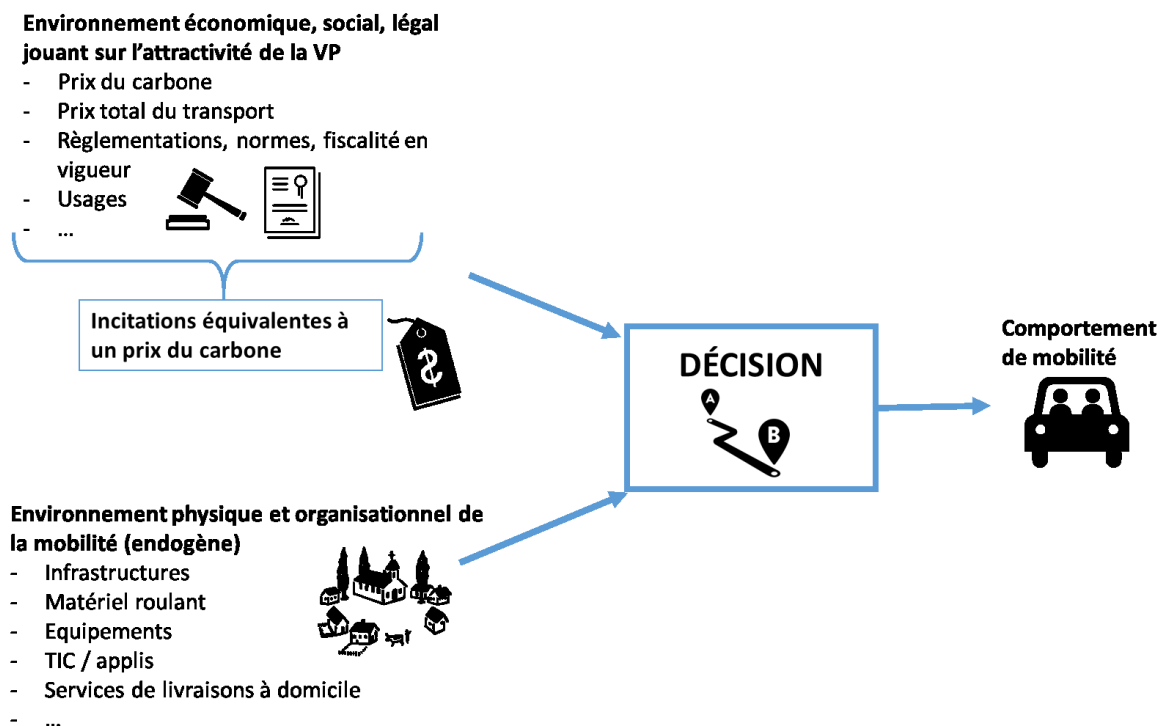 Environnement économique, social, légal
jouant sur l'attractivité de la VP
- Prix du carbone
- Prix total du transport
- Règlementations, normes, fiscalité en
vigueur
- Usages
- ...
Incitations équivalentes à
un prix du carbone
$
DÉCISION
A
B
Comportement
de mobilité
Environnement physique et organisationnel de
la mobilité (endogène)
- Infrastructures
- Matériel roulant
- Equipements
- TIC / applis
- Services de livraisons à domicile
- ...